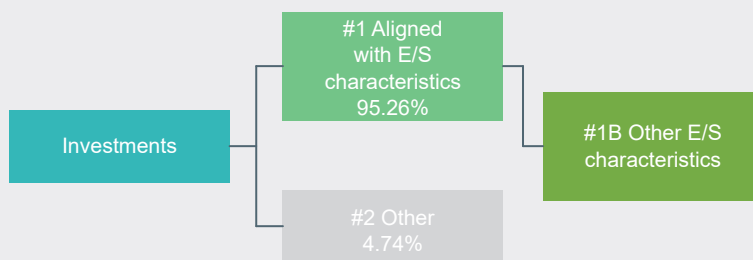 #1 Aligned
with E/S
characteristics
95.26%
Investments
#1B Other E/S
characteristics
#2 Other
4.74%